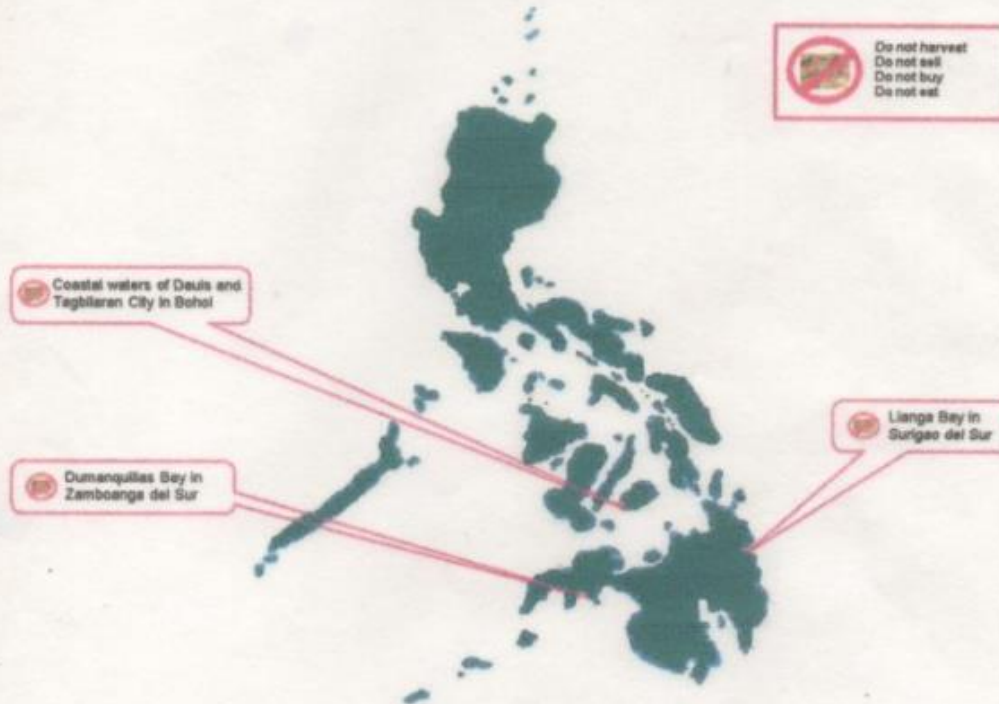 Do not harvest
Do not sell
Do not buy
Do not eat
Coastal waters of Dauis and
Tagbilaran City in Bohol
Lianga Bay in
Surigao del Sur
Dumanquillas Bay in
Zamboanga del Sur